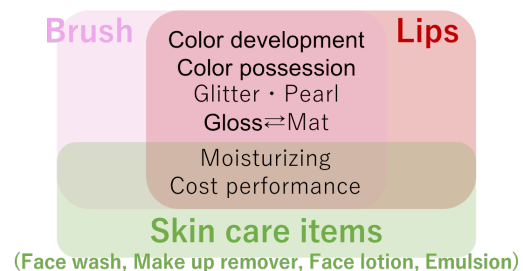 Brush
Lips
Color development
Color possession
Glitter・Pearl
Gloss⇄Mat
Moisturizing
Cost performance
Skin care items
(Face wash, Make up remover, Face lotion, Emulsion)